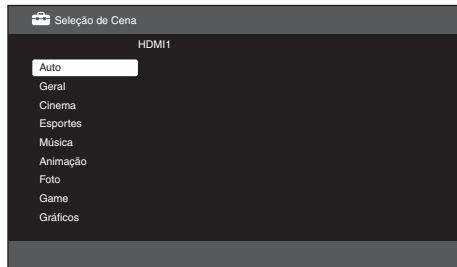 Seleção de Cena
HDMI1
Auto
Geral
Cinema
Esportes
Música
Animação
Foto
Game
Gráficos